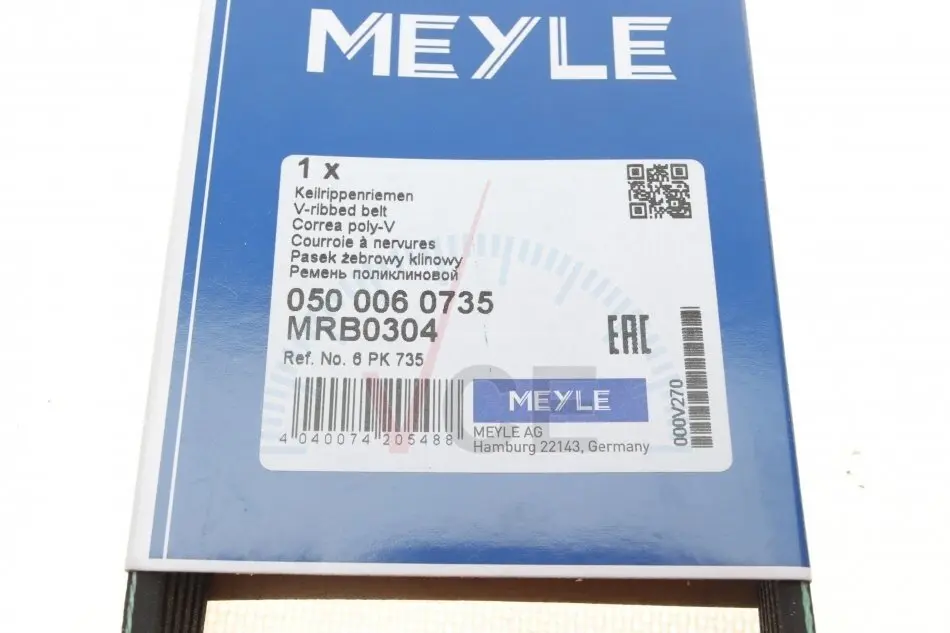 MEYLE
1 x
Keilrippenriemen
V-ribbed belt
Correa poly-V
Courroie à nervures
Pasek żebrowy klinowy
Ремень поликлиновой
050 006 0735
MRB0304
EAC
Ref. No. 6 PK 735
MEYLE
4 040074 205488
MEYLE AG
Hamburg 22143, Germany
000V270